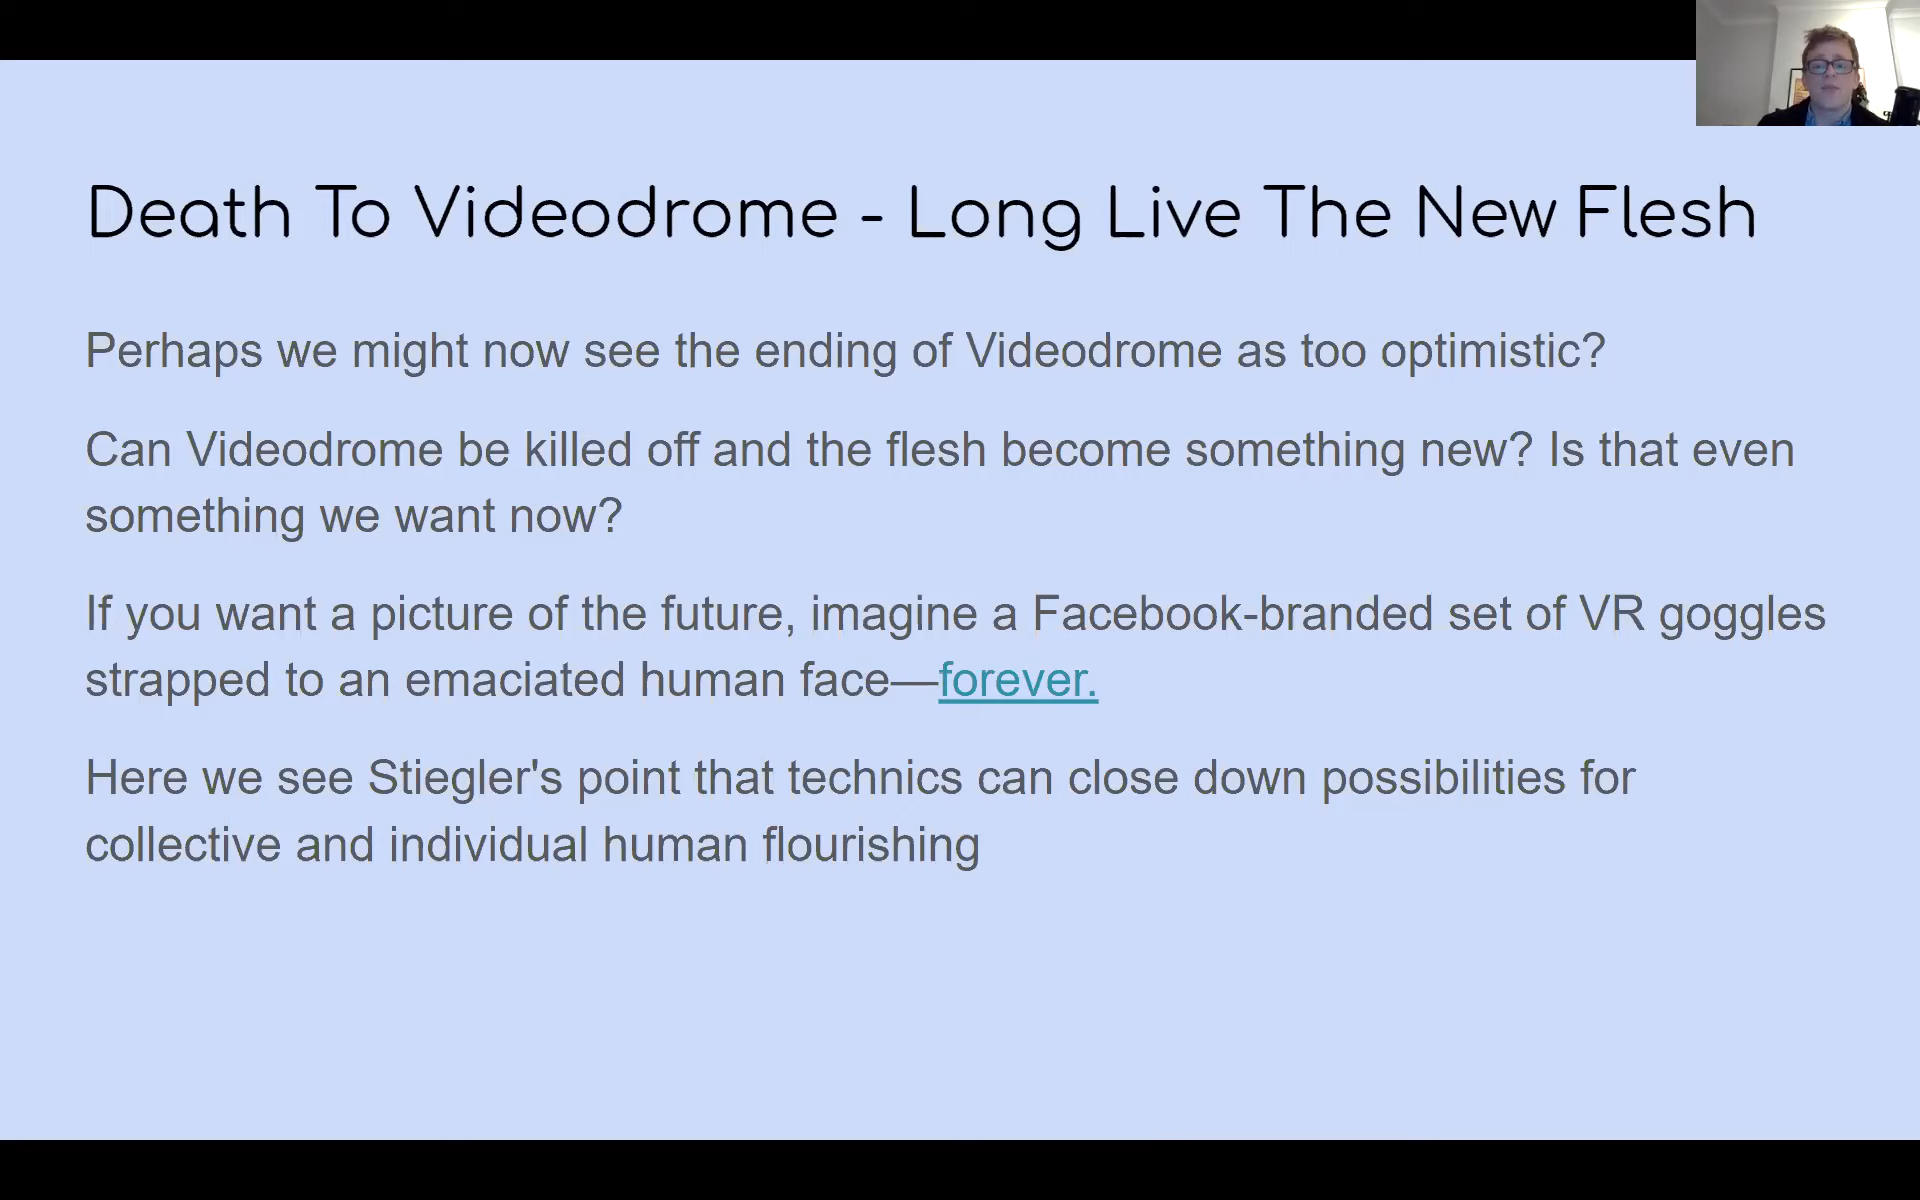 Death To Videodrome - Long Live The New Flesh
Perhaps we might now see the ending of Videodrome as too optimistic?
Can Videodrome be killed off and the flesh become something new? Is that even
something we want now?
If you want a picture of the future, imagine a Facebook-branded set of VR goggles
strapped to an emaciated human face—forever.
Here we see Stiegler's point that technics can close down possibilities for
collective and individual human flourishing